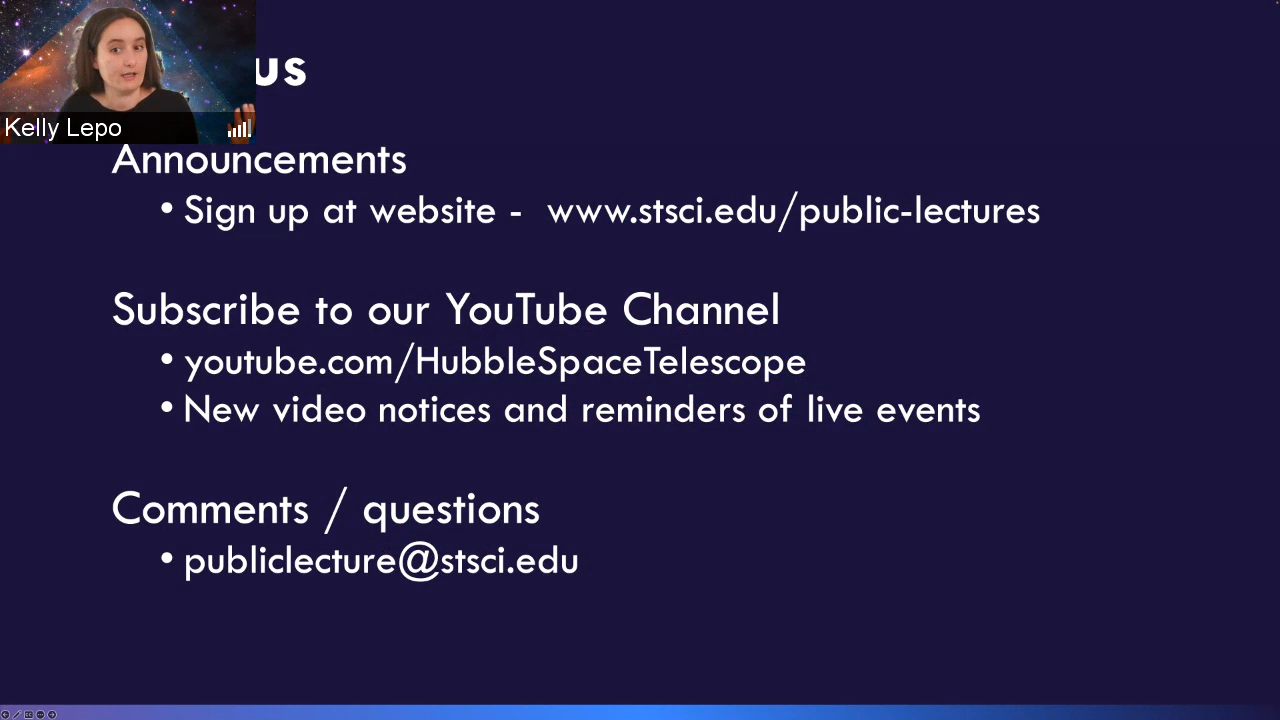 us
Kelly Lepo
Announcements
• Sign up at website - www.stsci.edu/public-lectures
Subscribe to our YouTube Channel
• youtube.com/HubbleSpaceTelescope
• New video notices and reminders of live events
Comments / questions
• publiclecture@stsci.edu